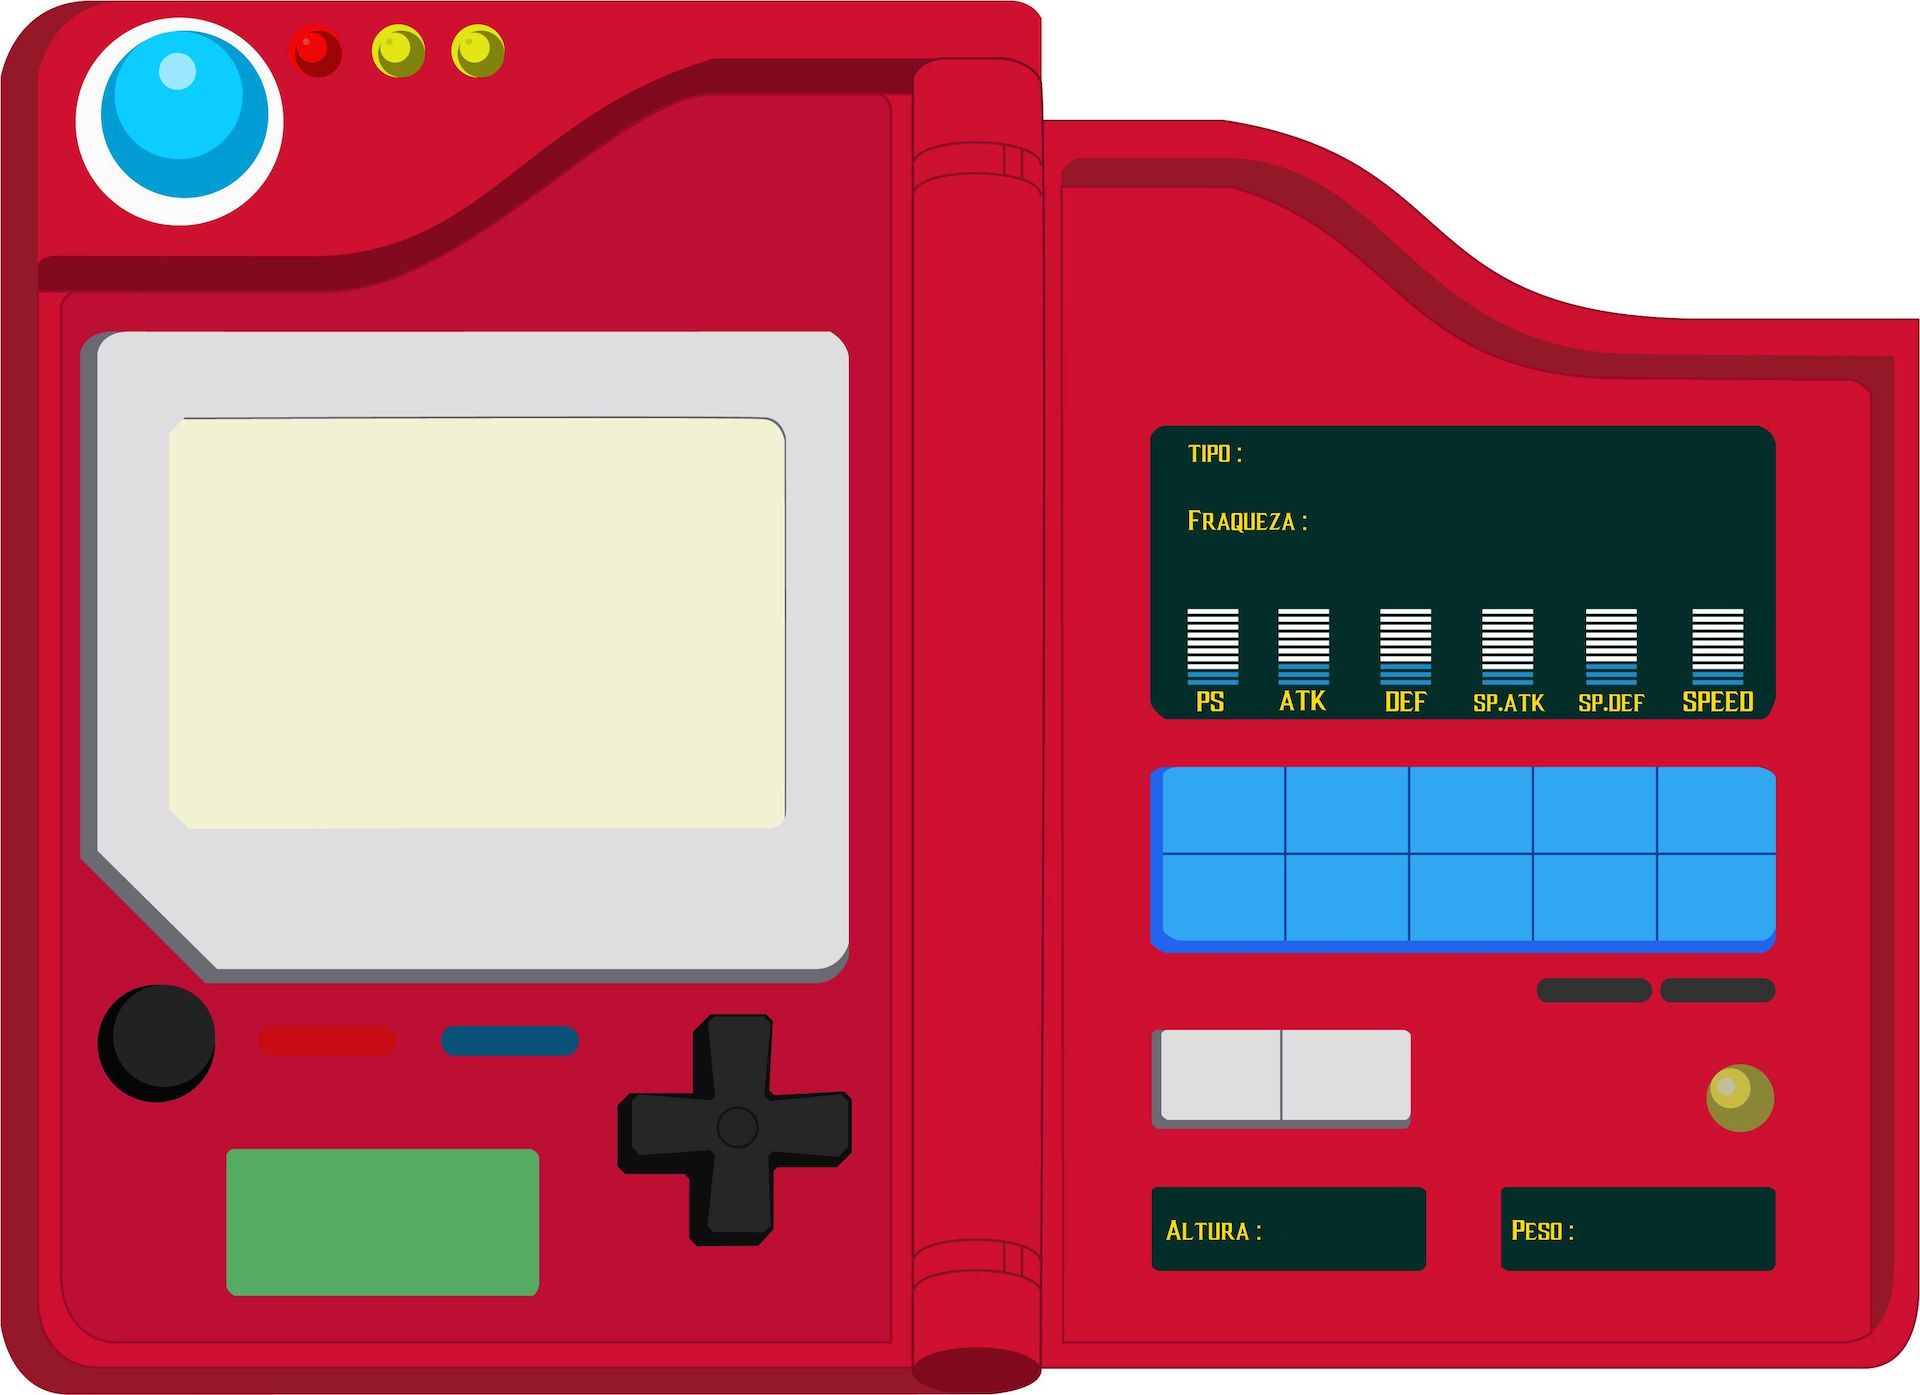 TIPO :
FRAQUEZA :
PS ATK DEF SP.ATK SP.DEF SPEED
ALTURA : PESO :